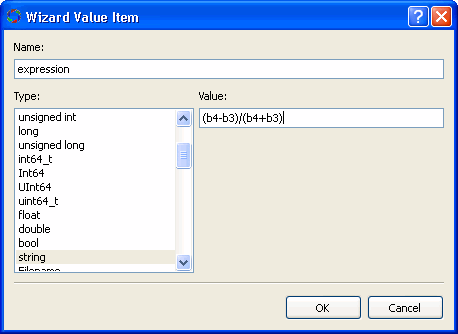 Wizard Value Item
Name:
expression
Type:
Value:
unsigned int
(b4-b3)/(b4+b3)
long
unsigned long
int64_t
Int64
UInt64
uint64_t
float
double
bool
string
Filename
OK
Cancel